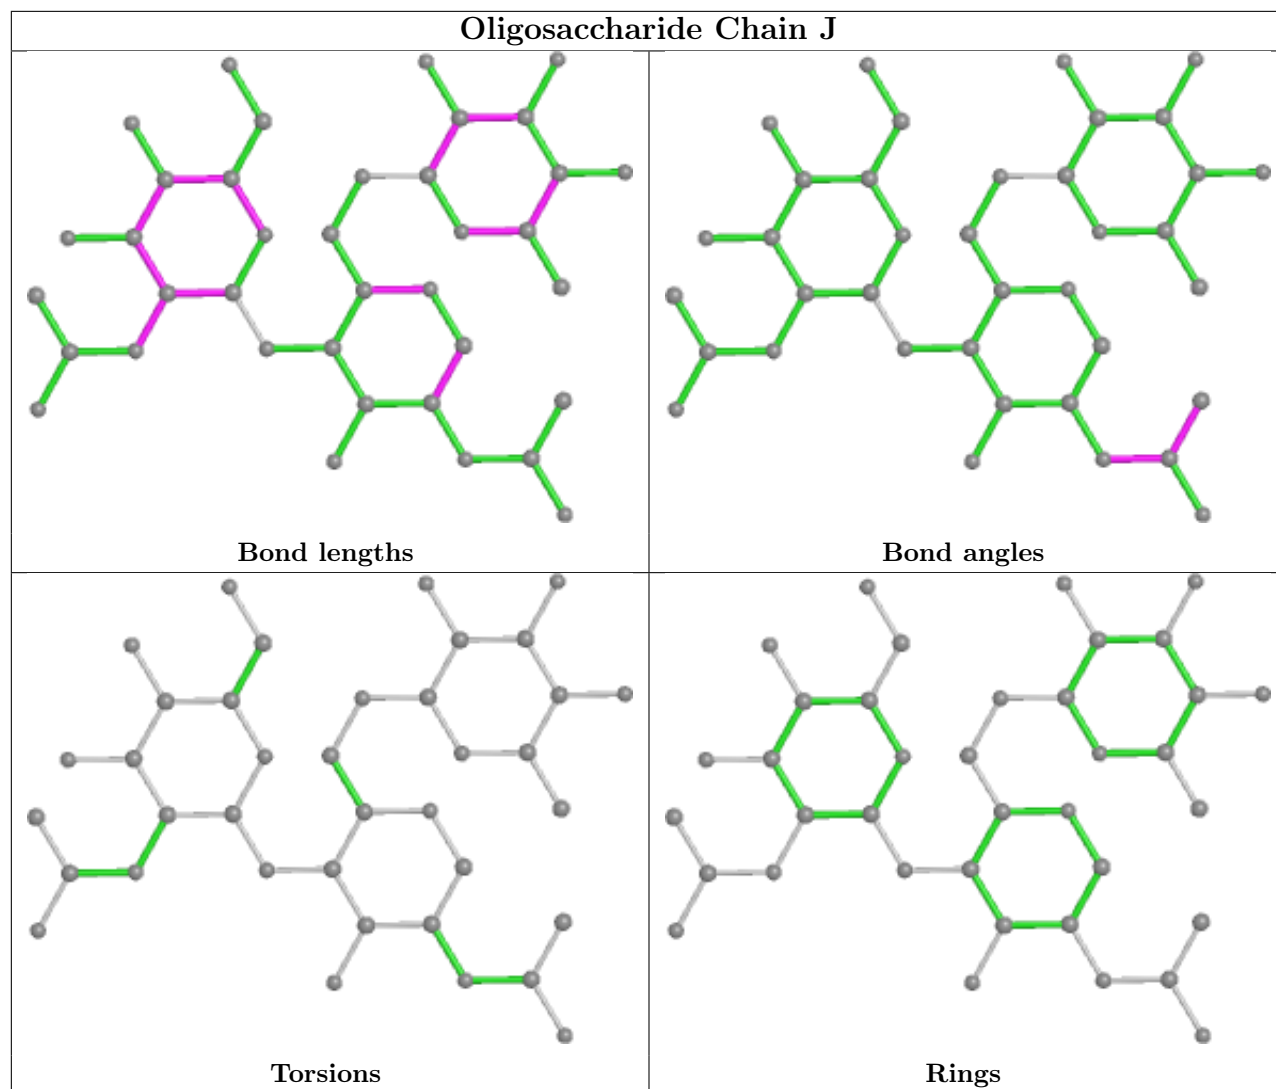 Oligosaccharide Chain J
Bond lengths
Bond angles
Torsions
Rings